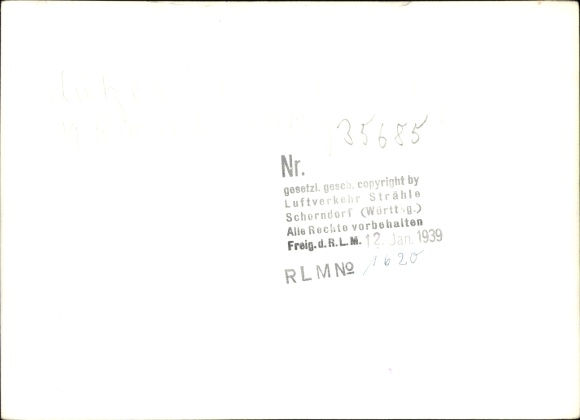 35685
Nr.
gesetzl. gesch. copyright by
Luftverkehr Strähle
Schorndorf (Württbg.)
Alle Rechte vorbehalten
Freig. d. R. L. M. 12. Jan. 1939
RLM No 1620